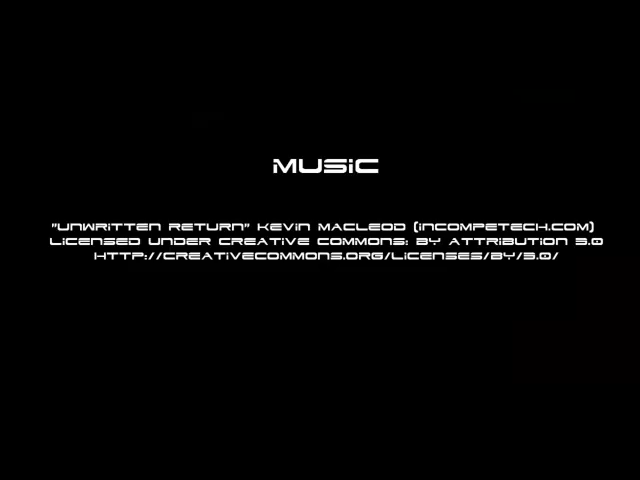 MUSiC
"UNWRiTTEN RETURN" KEViN MACLEOD (iNCOMPETECH.COM)
LiCENSED UNDER CREATiVE COMMONS: BY ATTRiBUTiON 3.0
HTTP://CREATiVECOMMONS.ORG/LiCENSES/BY/3.0/